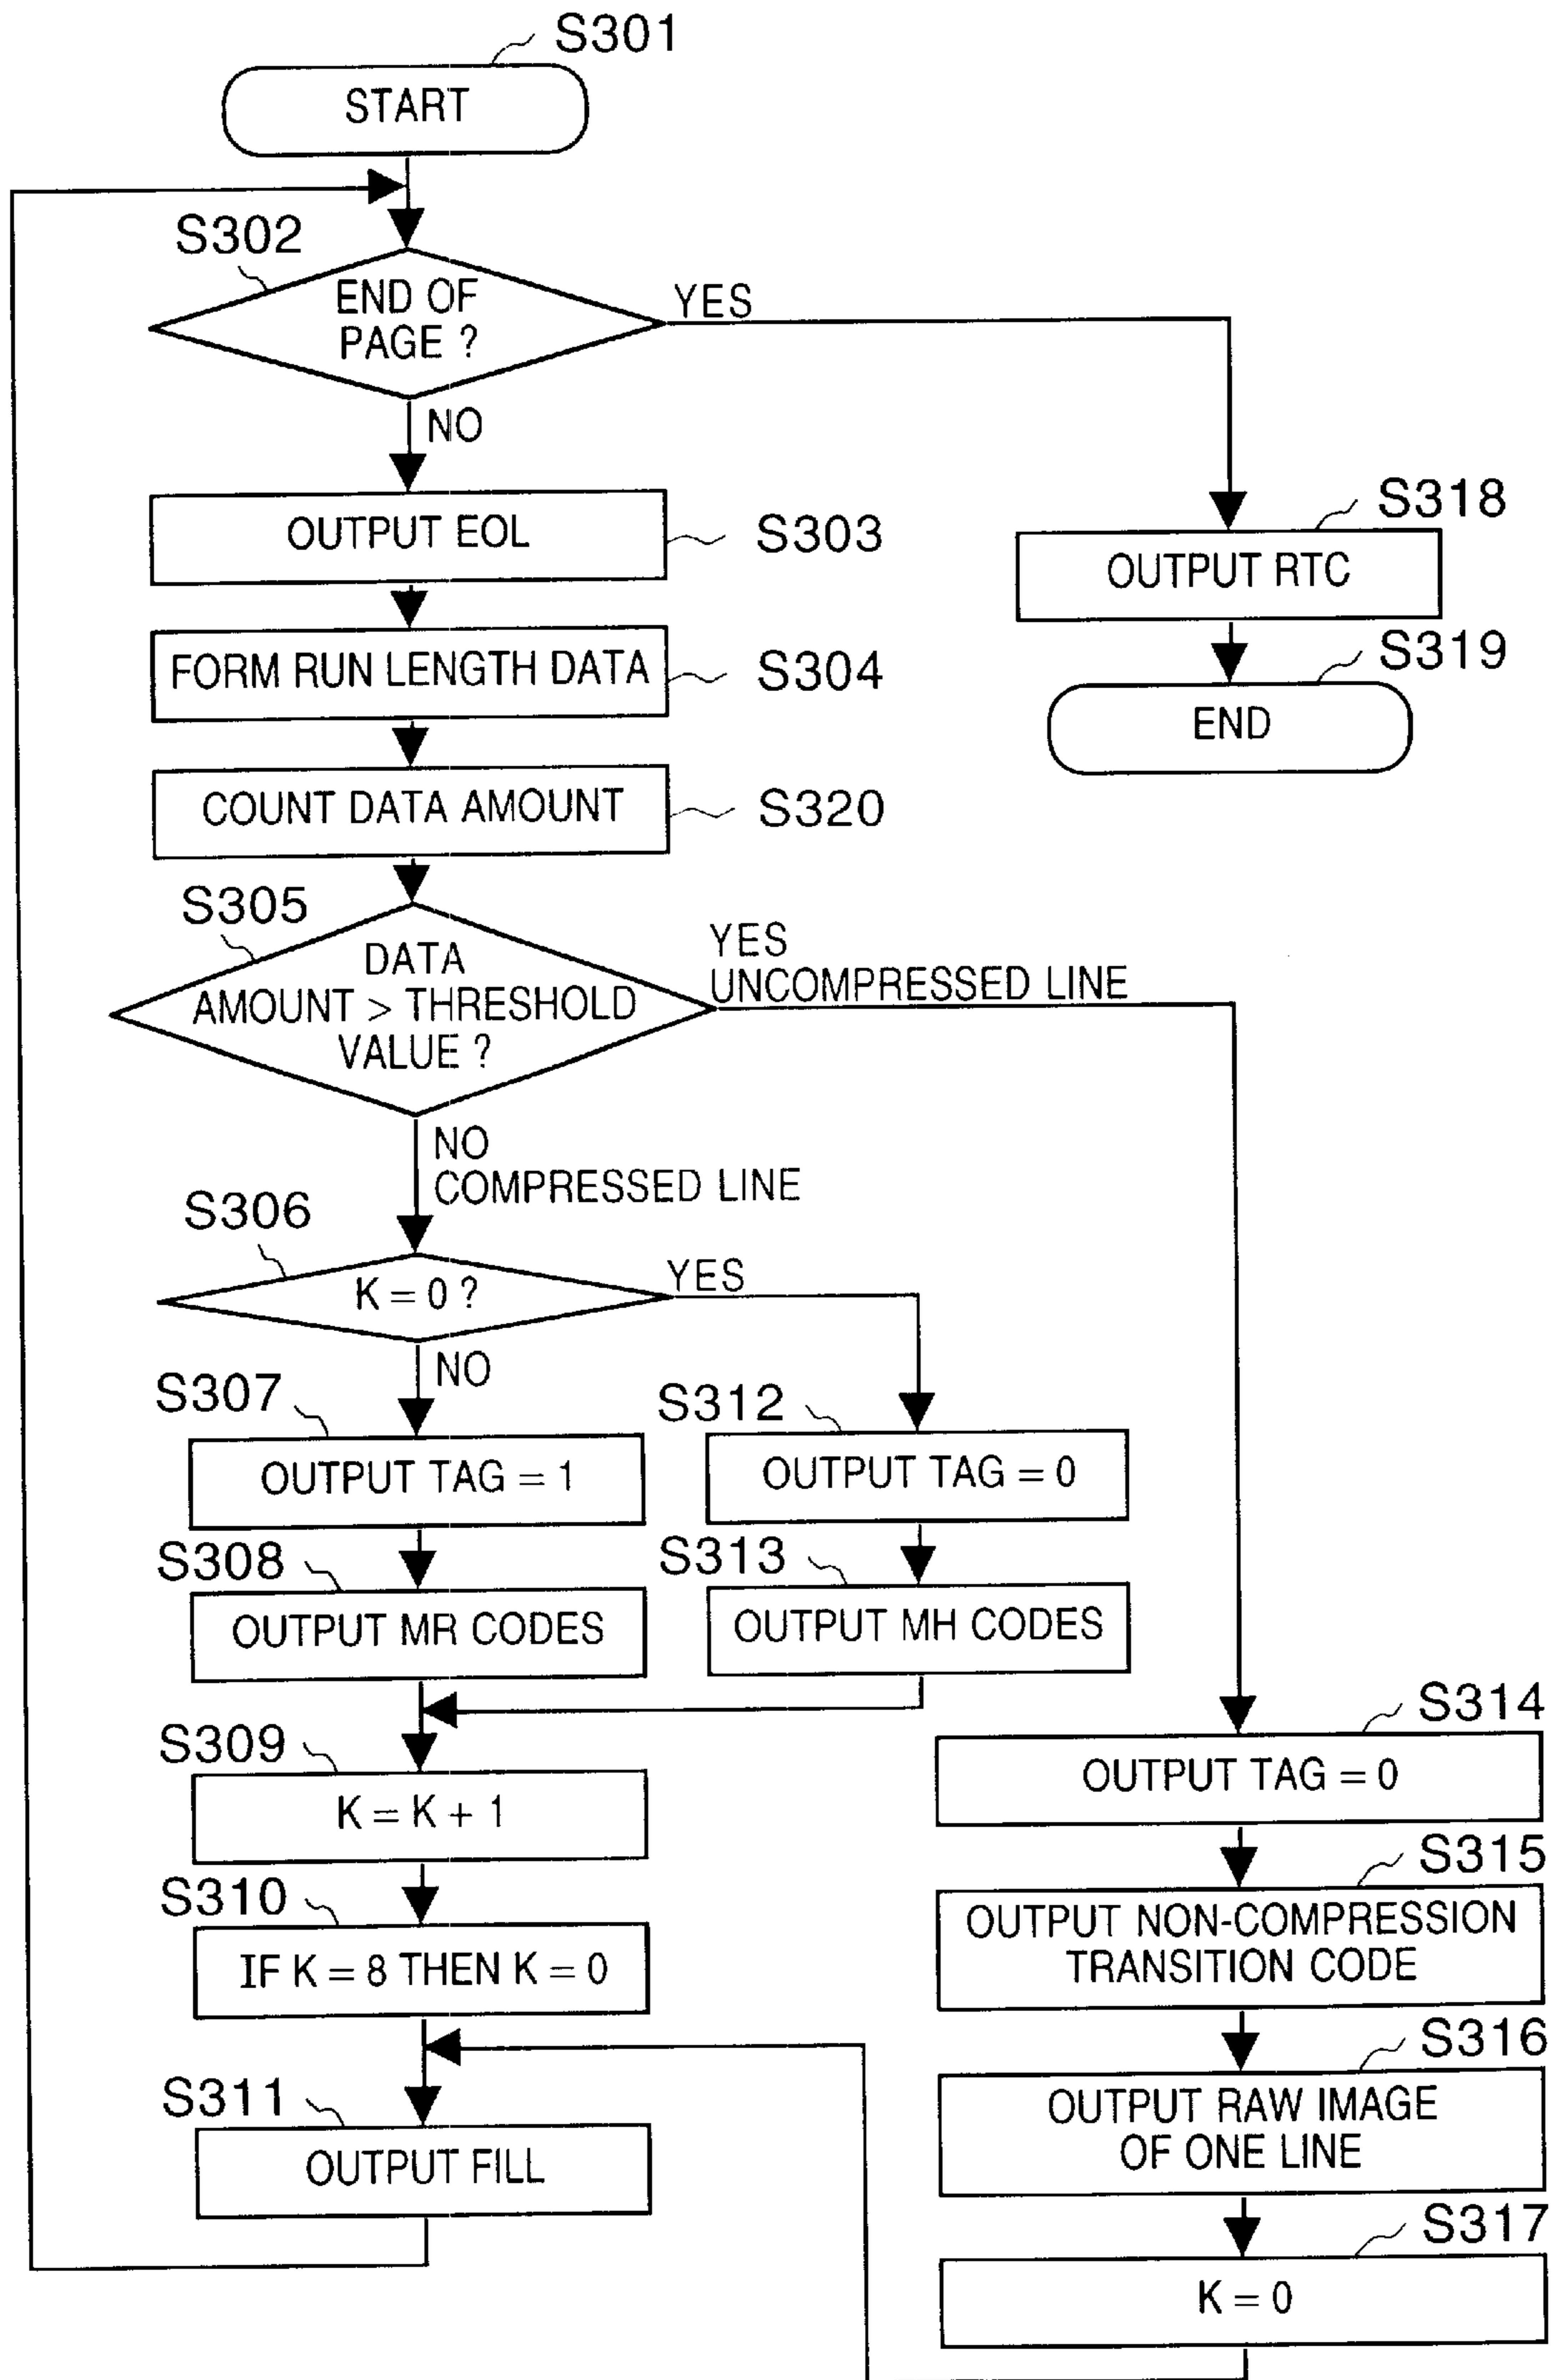 S301
START
S302
END OF
PAGE ?
YES
NO
OUTPUT EOL
S303
S318
OUTPUT RTC
FORM RUN LENGTH DATA
S304
S319
END
COUNT DATA AMOUNT
S320
S305
DATA
AMOUNT > THRESHOLD
VALUE ?
YES
UNCOMPRESSED LINE
NO
COMPRESSED LINE
S306
K = 0 ?
YES
NO
S307
OUTPUT TAG = 1
S312
OUTPUT TAG = 0
S308
OUTPUT MR CODES
S313
OUTPUT MH CODES
S309
K = K + 1
S314
OUTPUT TAG = 0
S310
IF K = 8 THEN K = 0
S315
OUTPUT NON-COMPRESSION
TRANSITION CODE
S311
OUTPUT FILL
S316
OUTPUT RAW IMAGE
OF ONE LINE
S317
K = 0